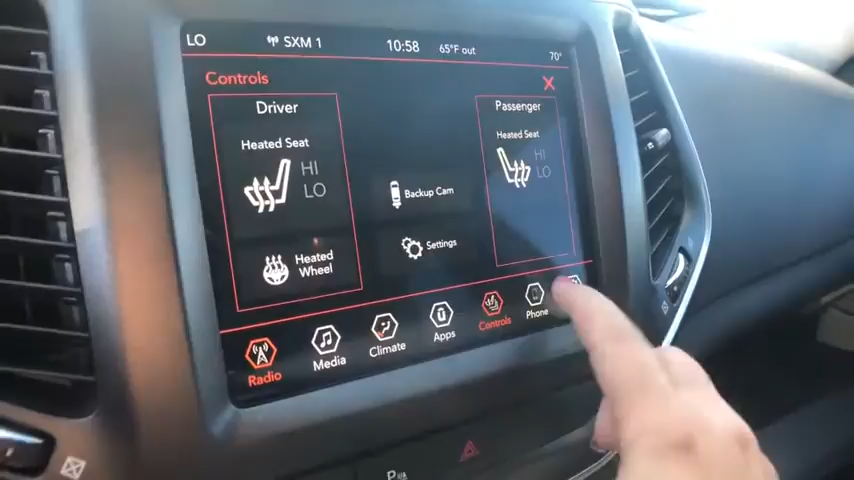 LO SXM 1 10:58 65°F out 70°
Controls
Driver
Heated Seat
HI
LO
Heated
Wheel
Backup Cam
Settings
Passenger
Heated Seat
HI
LO
Radio Media Climate Apps Controls Phone
P